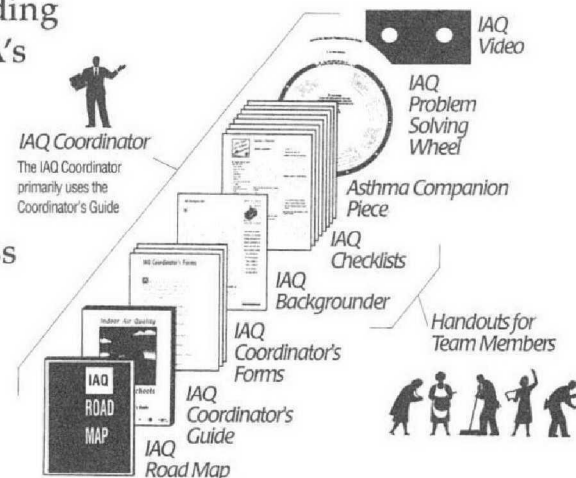 ding
A's
ss
IAQ Coordinator
The IAQ Coordinator
primarily uses the
Coordinator's Guide
IAQ
Video
IAQ
Problem
Solving
Wheel
Asthma Companion
Piece
IAQ
Checklists
IAQ
Backgrounder
IAQ Coordinator's Forms
IAQ
Coordinator's
Forms
Indoor Air Quality
IAQ
Coordinator's
Guide
IAQ
ROAD
MAP
IAQ
Road Map
Handouts for
Team Members